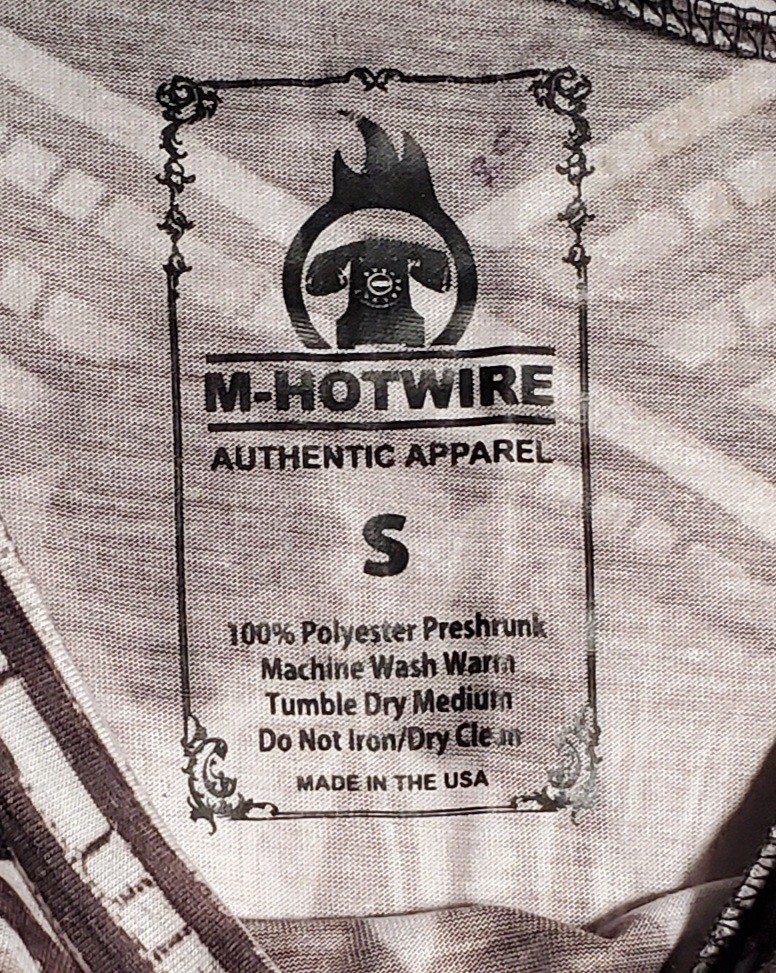 M-HOTWIRE
AUTHENTIC APPAREL
S
100% Polyester Preshrunk
Machine Wash Warm
Tumble Dry Medium
Do Not Iron/Dry Clean
MADE IN THE USA